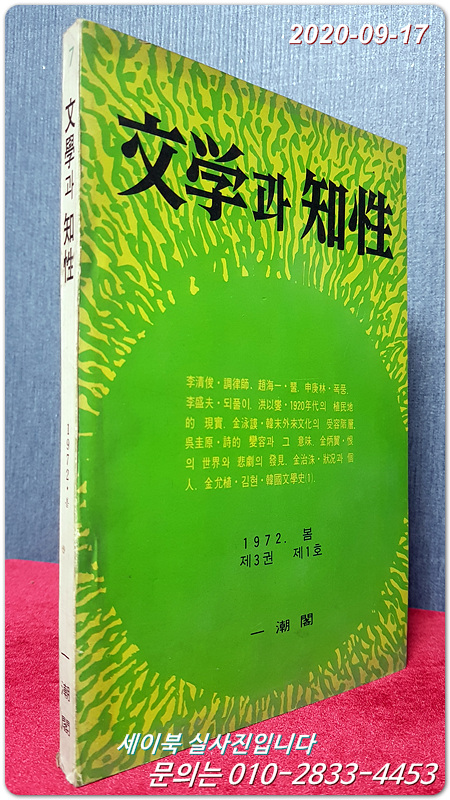 2020-09-17
7
文學과 知性
1972·봄
一潮閣
文学과 知性
李淸俊·調律師. 趙海一·뿔. 申庚林·폭풍.
李盛夫·되풀이. 洪以燮·1920年代의 植民地
的 現實. 金泳謨·韓末外來文化의 受容階層.
吳圭原·詩的 變容과 그 意味. 金炳翼·恨
의 世界와 悲劇의 發見. 金治洙·狀況과 個
人. 金允植·김현·韓國文學史(1).
1972. 봄
제3권 제1호
一潮閣
세이북 실사진입니다
문의는 010-2833-4453